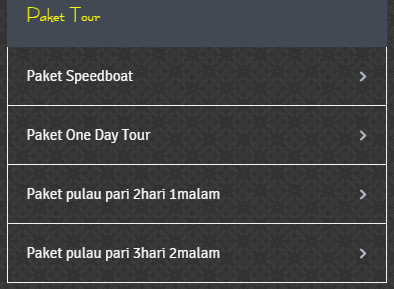 Paket Tour
Paket Speedboat
Paket One Day Tour
Paket pulau pari 2hari 1malam
Paket pulau pari 3hari 2malam